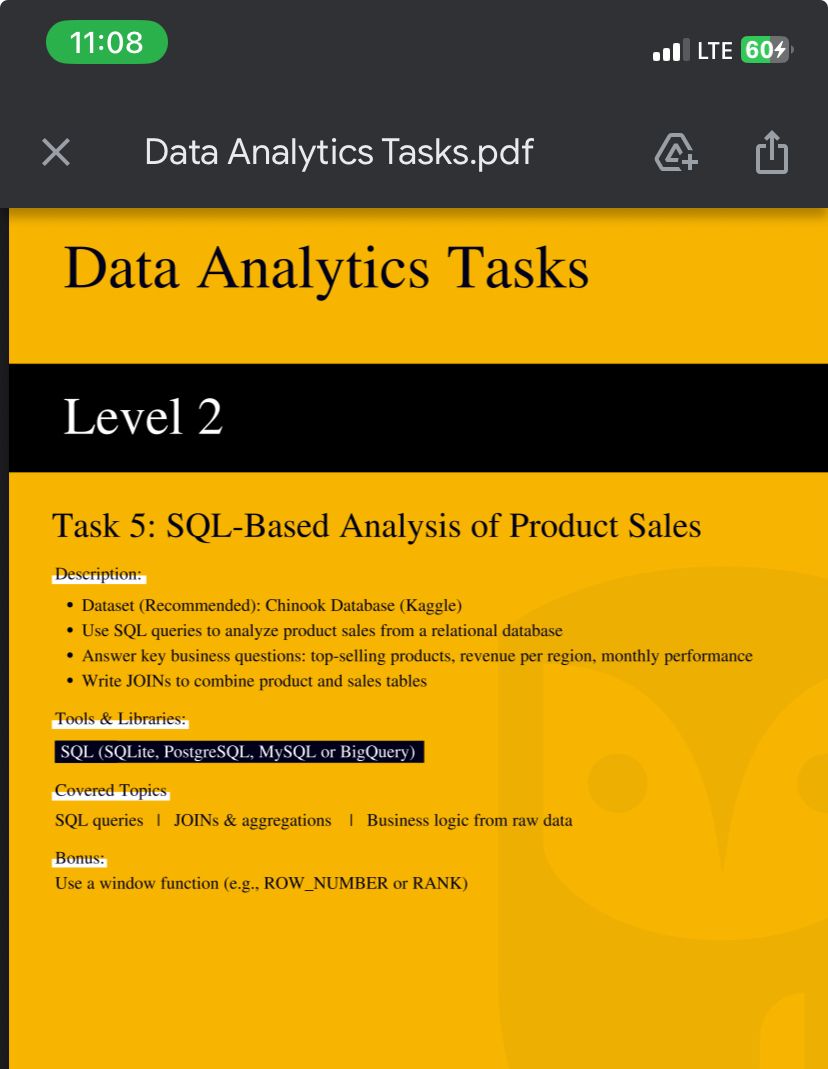 11:08
LTE 60
Data Analytics Tasks.pdf
Data Analytics Tasks
Level 2
Task 5: SQL-Based Analysis of Product Sales
Description:
• Dataset (Recommended): Chinook Database (Kaggle)
• Use SQL queries to analyze product sales from a relational database
• Answer key business questions: top-selling products, revenue per region, monthly performance
• Write JOINs to combine product and sales tables
Tools & Libraries:
SQL (SQLite, PostgreSQL, MySQL or BigQuery)
Covered Topics
SQL queries | JOINs & aggregations | Business logic from raw data
Bonus:
Use a window function (e.g., ROW_NUMBER or RANK)